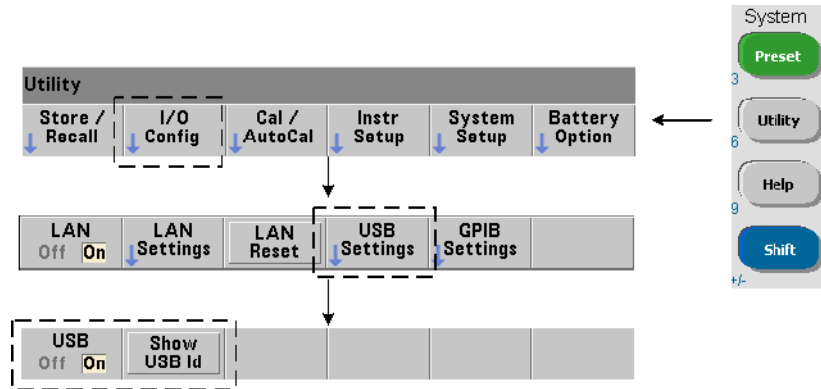 System
Preset
3
Utility
6
Help
9
Shift
+/-
Utility
Store / Recall
I/O Config
Cal / AutoCal
Instr Setup
System Setup
Battery Option
LAN
Off On
LAN Settings
LAN Reset
USB Settings
GPIB Settings
USB
Off On
Show USB Id